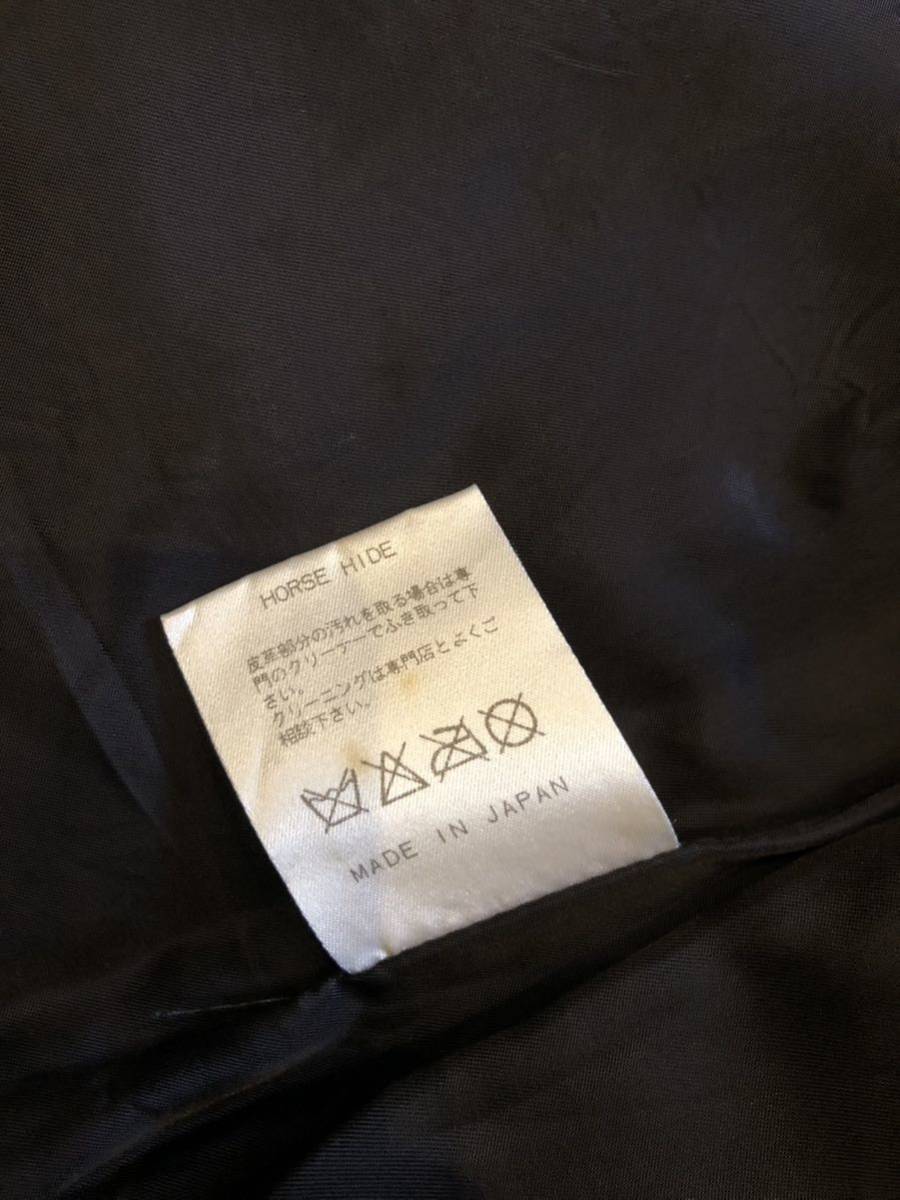 HORSE HIDE
皮革部分の汚れを取る場合は専
門のクリーナーでふき取って下
さい。
クリーニングは専門店とよくご
相談下さい。
MADE IN JAPAN